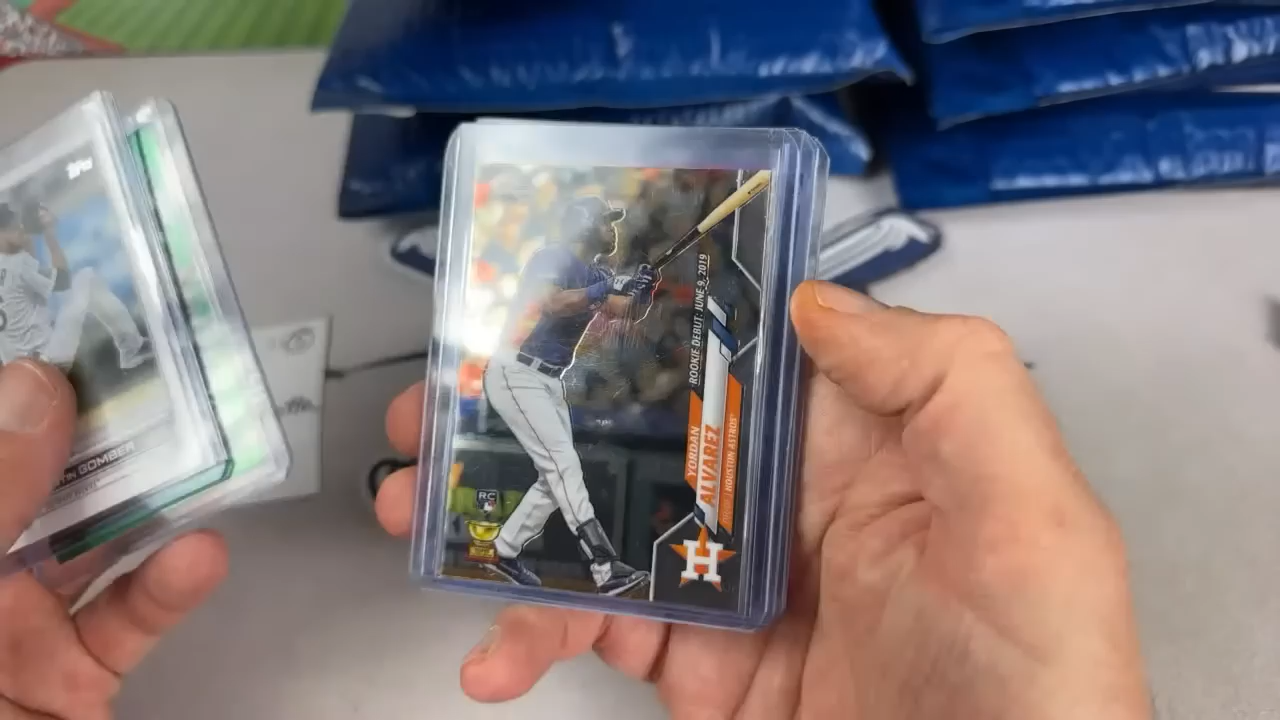 topps
GOMBER
ROOKIE DEBUT: JUNE 9, 2019
YORDAN
ALVAREZ
HOUSTON ASTROS
RC
H